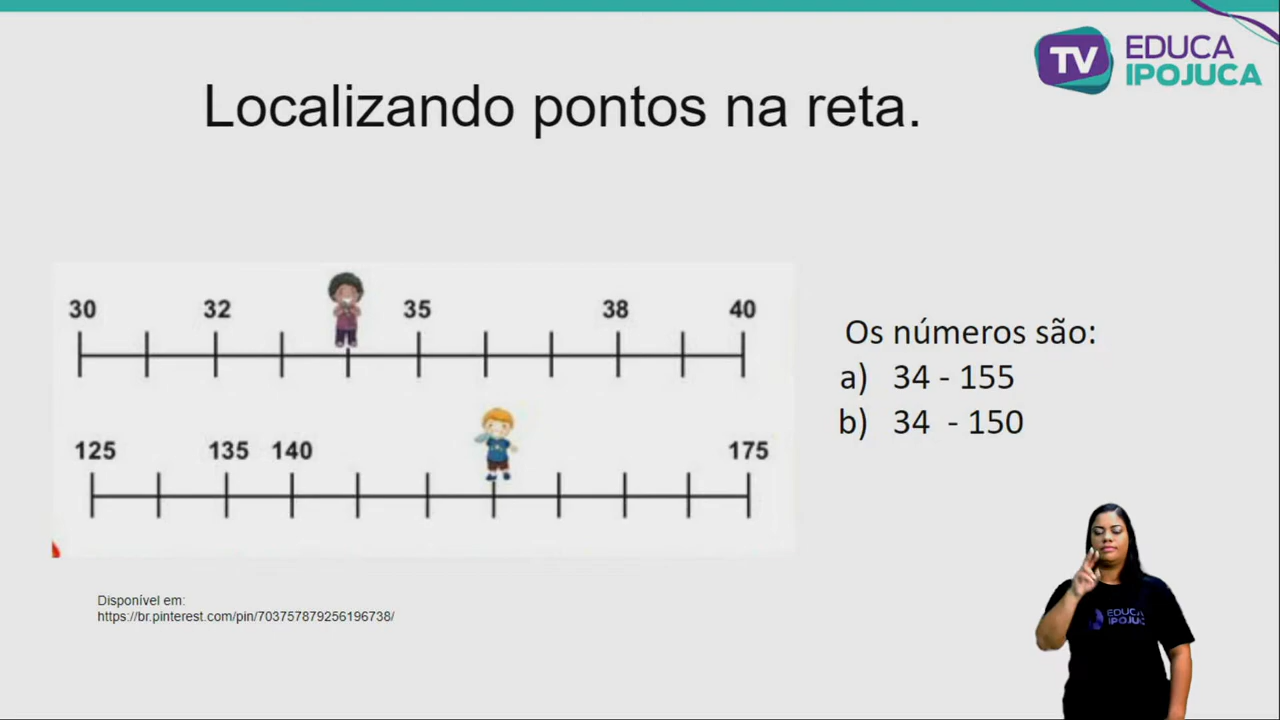 TV EDUCA
IPOJUCA
Localizando pontos na reta.
30 32 35 38 40
125 135 140 175
Os números são:
a) 34 - 155
b) 34 - 150
Disponível em:
https://br.pinterest.com/pin/703757879256196738/
EDUCA
IPOJUC